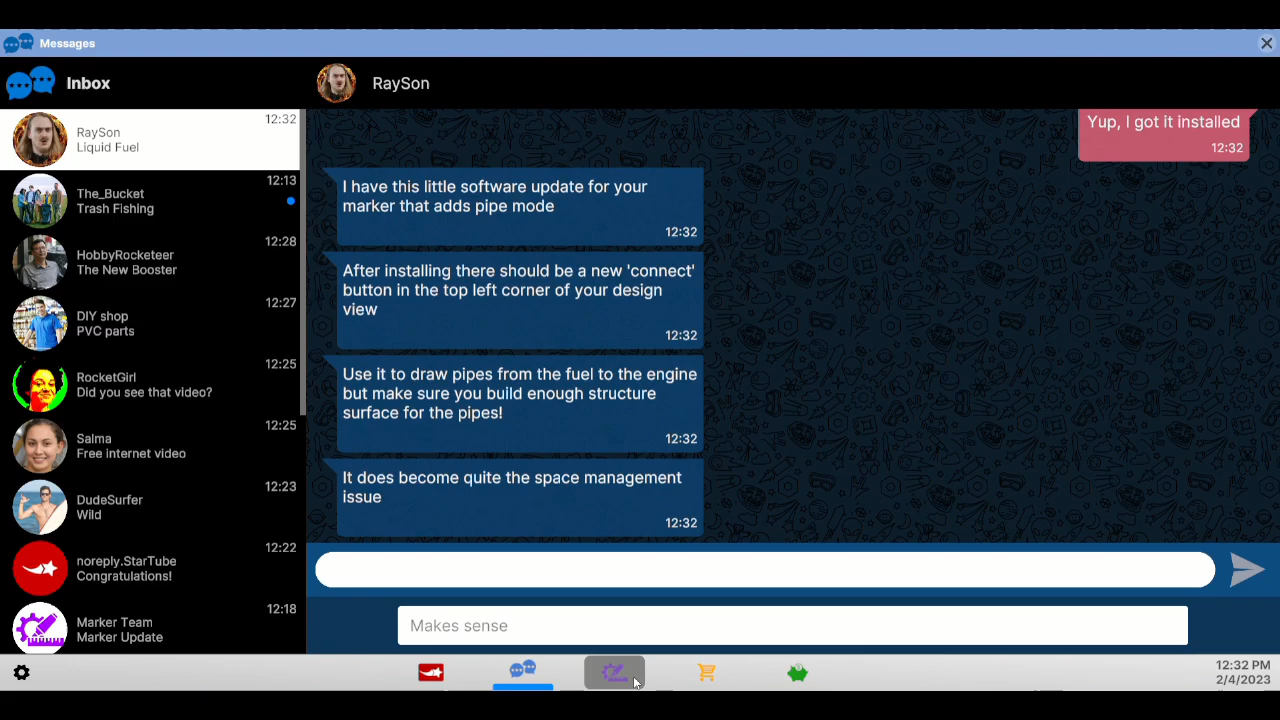 Messages
Inbox
RaySon
Liquid Fuel
12:32
The_Bucket
Trash Fishing
12:13
HobbyRocketeer
The New Booster
12:28
DIY shop
PVC parts
12:27
RocketGirl
Did you see that video?
12:25
Salma
Free internet video
12:25
DudeSurfer
Wild
12:23
noreply.StarTube
Congratulations!
12:22
Marker Team
Marker Update
12:18
RaySon
Yup, I got it installed
12:32
I have this little software update for your
marker that adds pipe mode
12:32
After installing there should be a new 'connect'
button in the top left corner of your design
view
12:32
Use it to draw pipes from the fuel to the engine
but make sure you build enough structure
surface for the pipes!
12:32
It does become quite the space management
issue
12:32
Makes sense
12:32 PM
2/4/2023